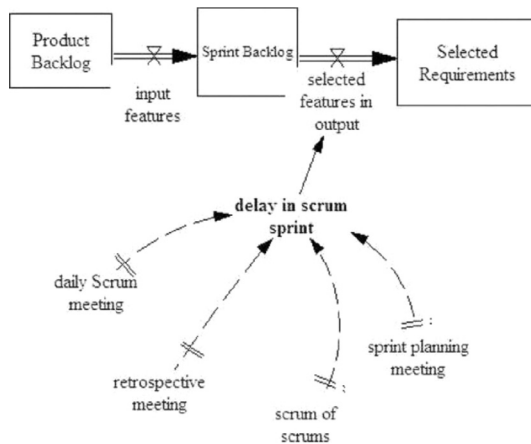 Product
Backlog
Sprint Backlog
Selected
Requirements
input
features
selected
features in
output
delay in scrum
sprint
daily Scrum
meeting
retrospective
meeting
scrum of
scrums
sprint planning
meeting